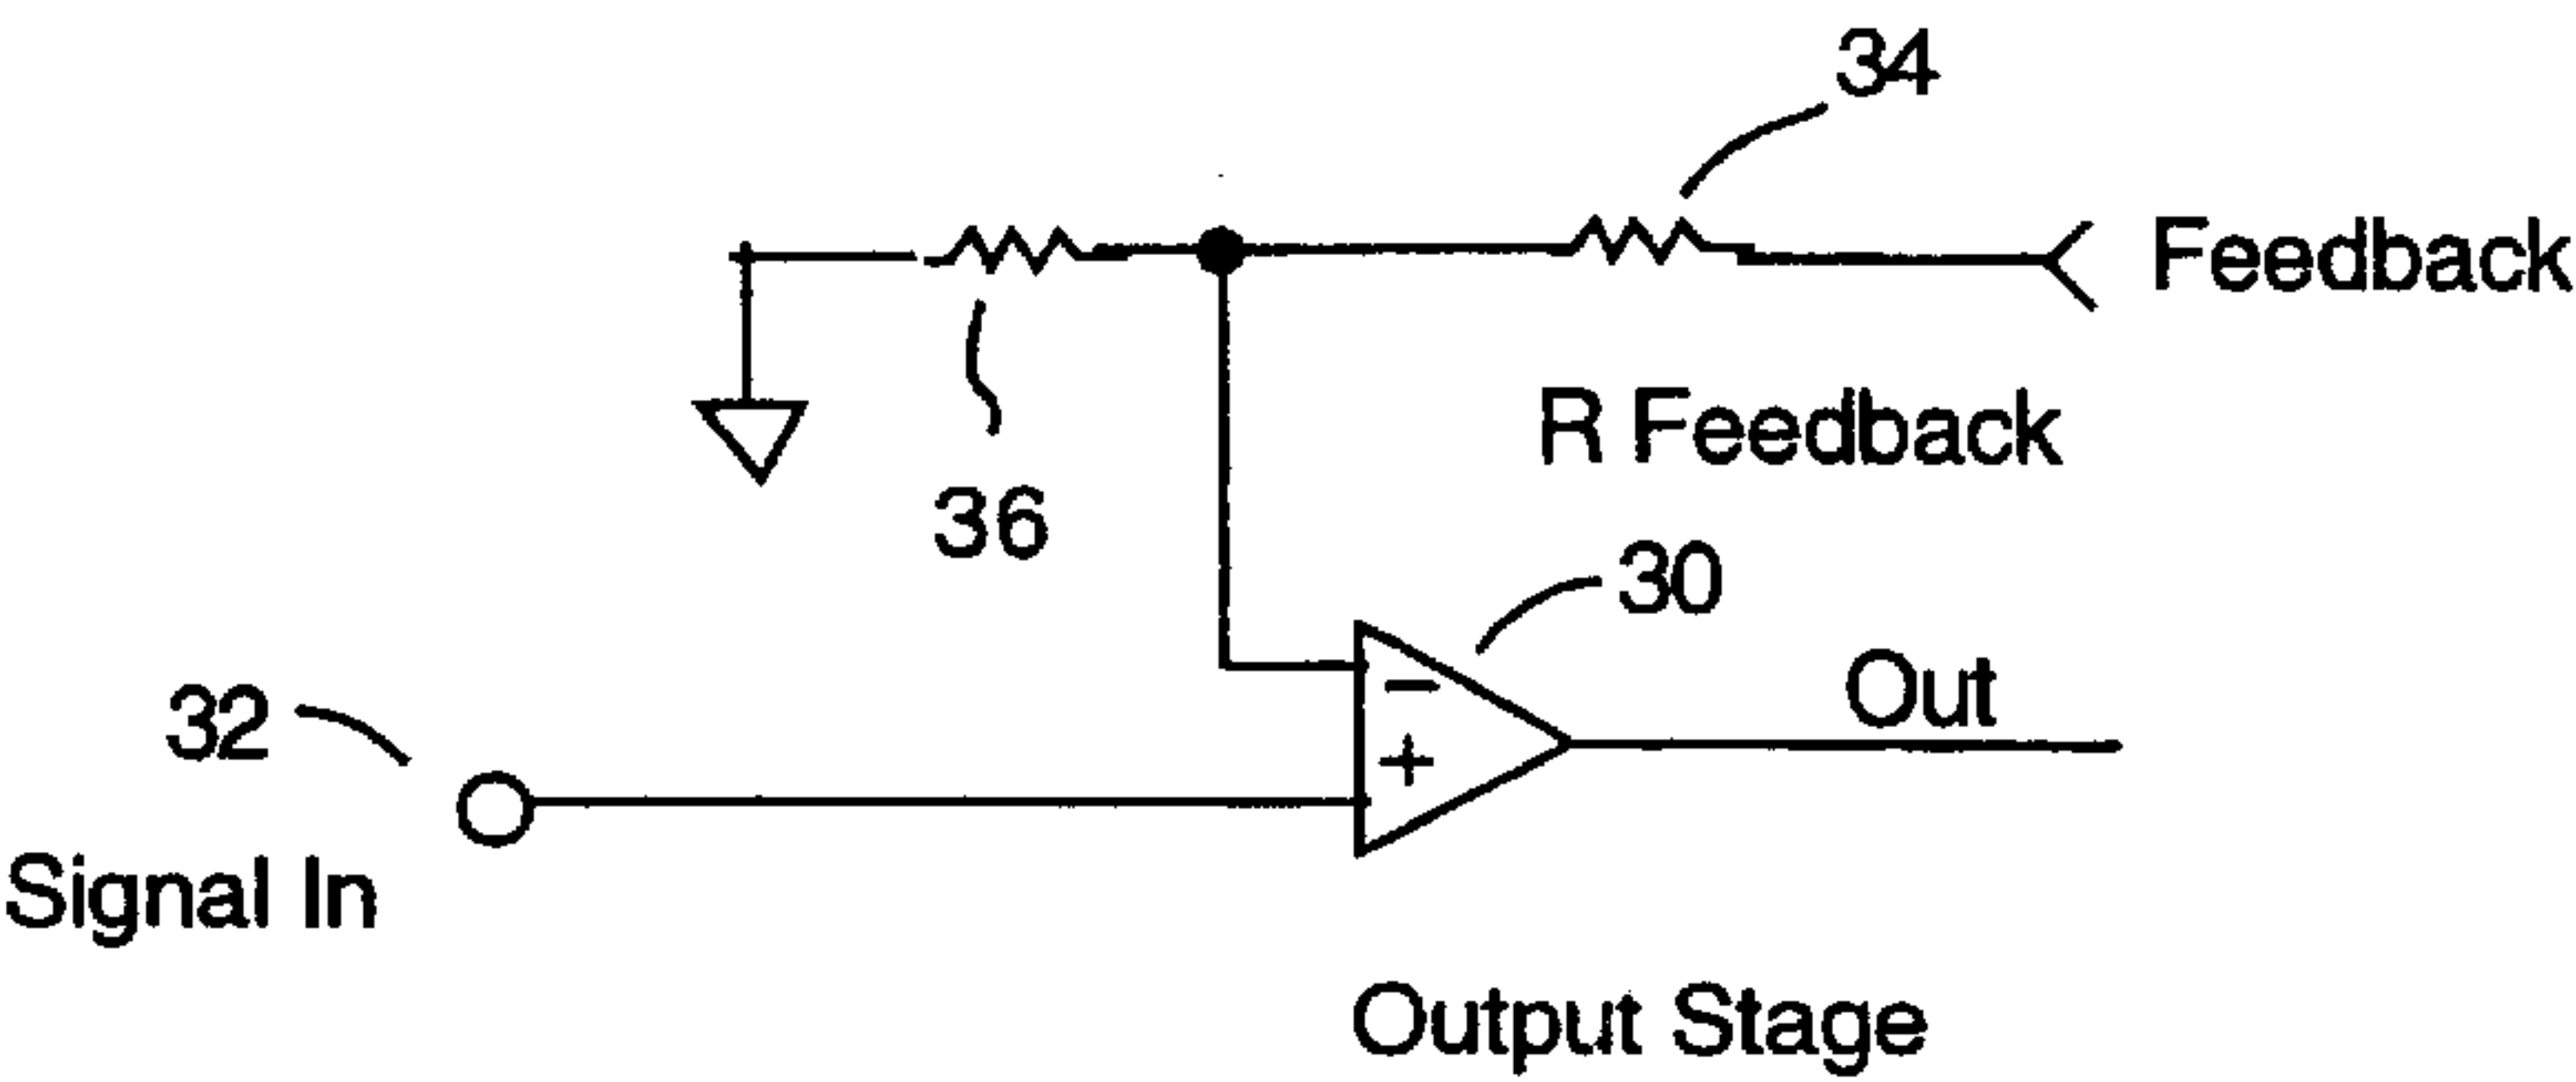 34
Feedback
R Feedback
36
30
Out
32
Signal In
Output Stage
−
+